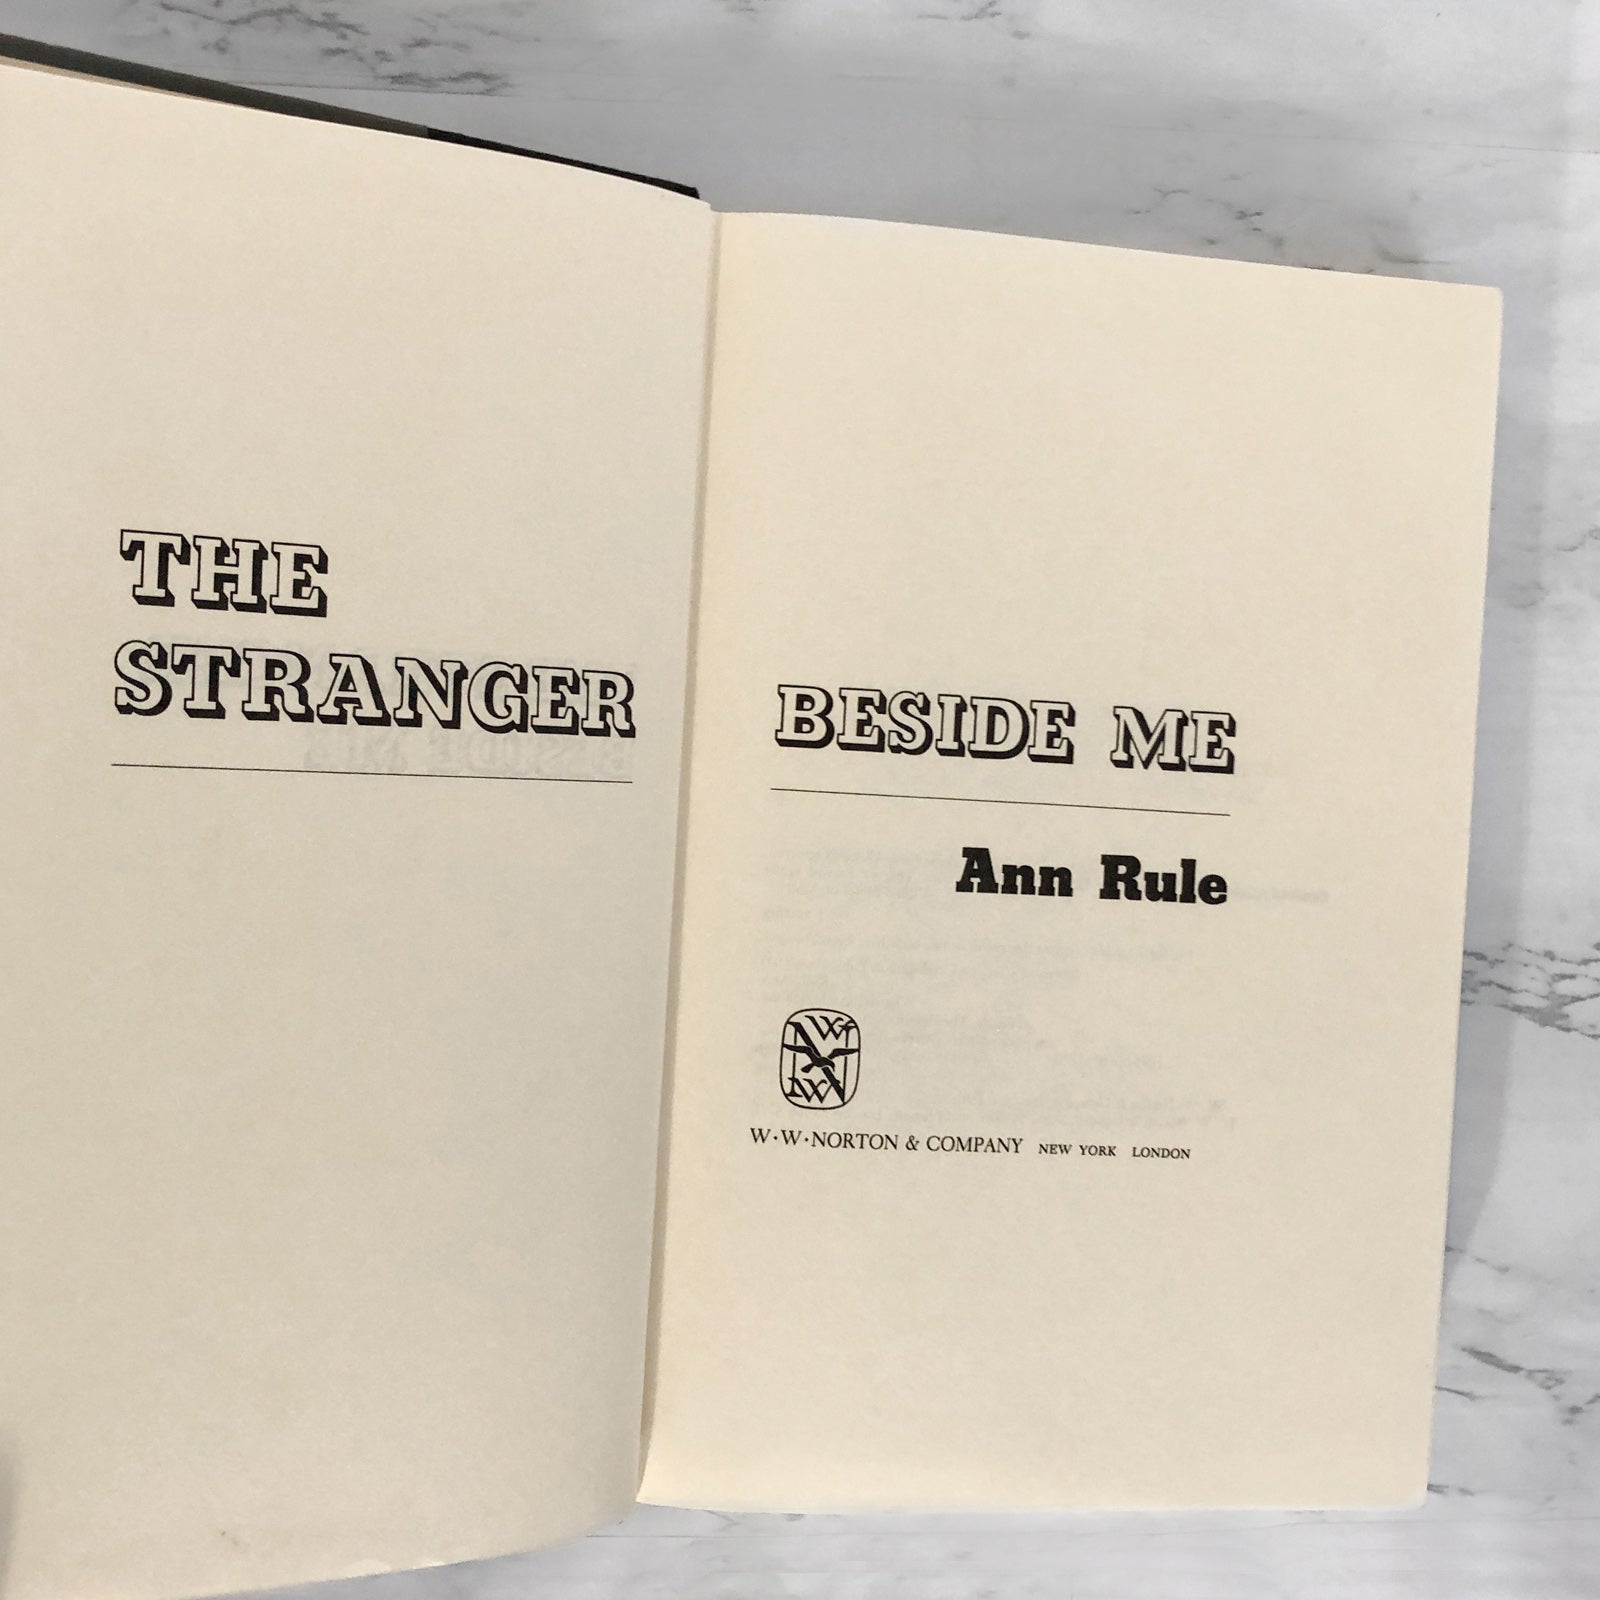 THE
STRANGER
BESIDE ME
Ann Rule
W·W·NORTON & COMPANY NEW YORK LONDON